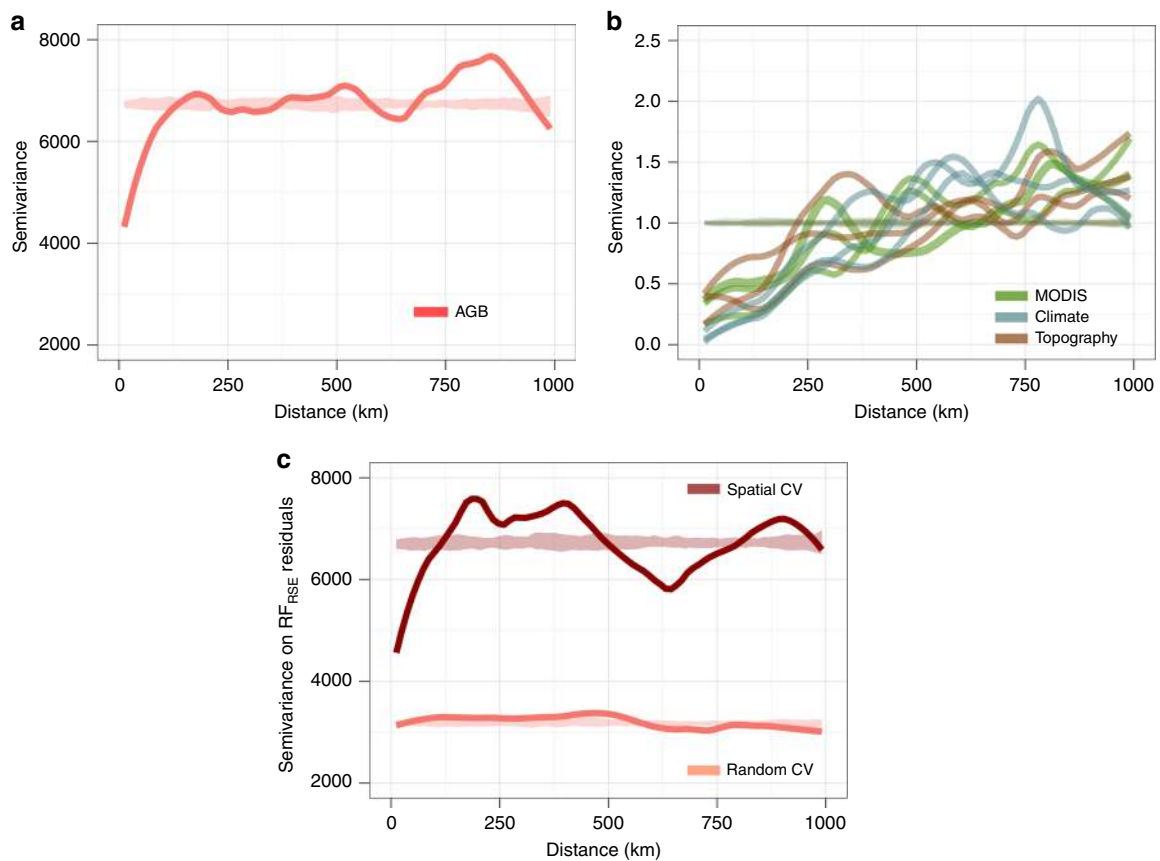 a
8000
6000
4000
2000
Semivariance
AGB
0 250 500 750 1000
Distance (km)
b
2.5
2.0
1.5
1.0
0.5
0.0
Semivariance
MODIS
Climate
Topography
0 250 500 750 1000
Distance (km)
c
8000
6000
4000
2000
Semivariance on RFRSE residuals
Spatial CV
Random CV
0 250 500 750 1000
Distance (km)